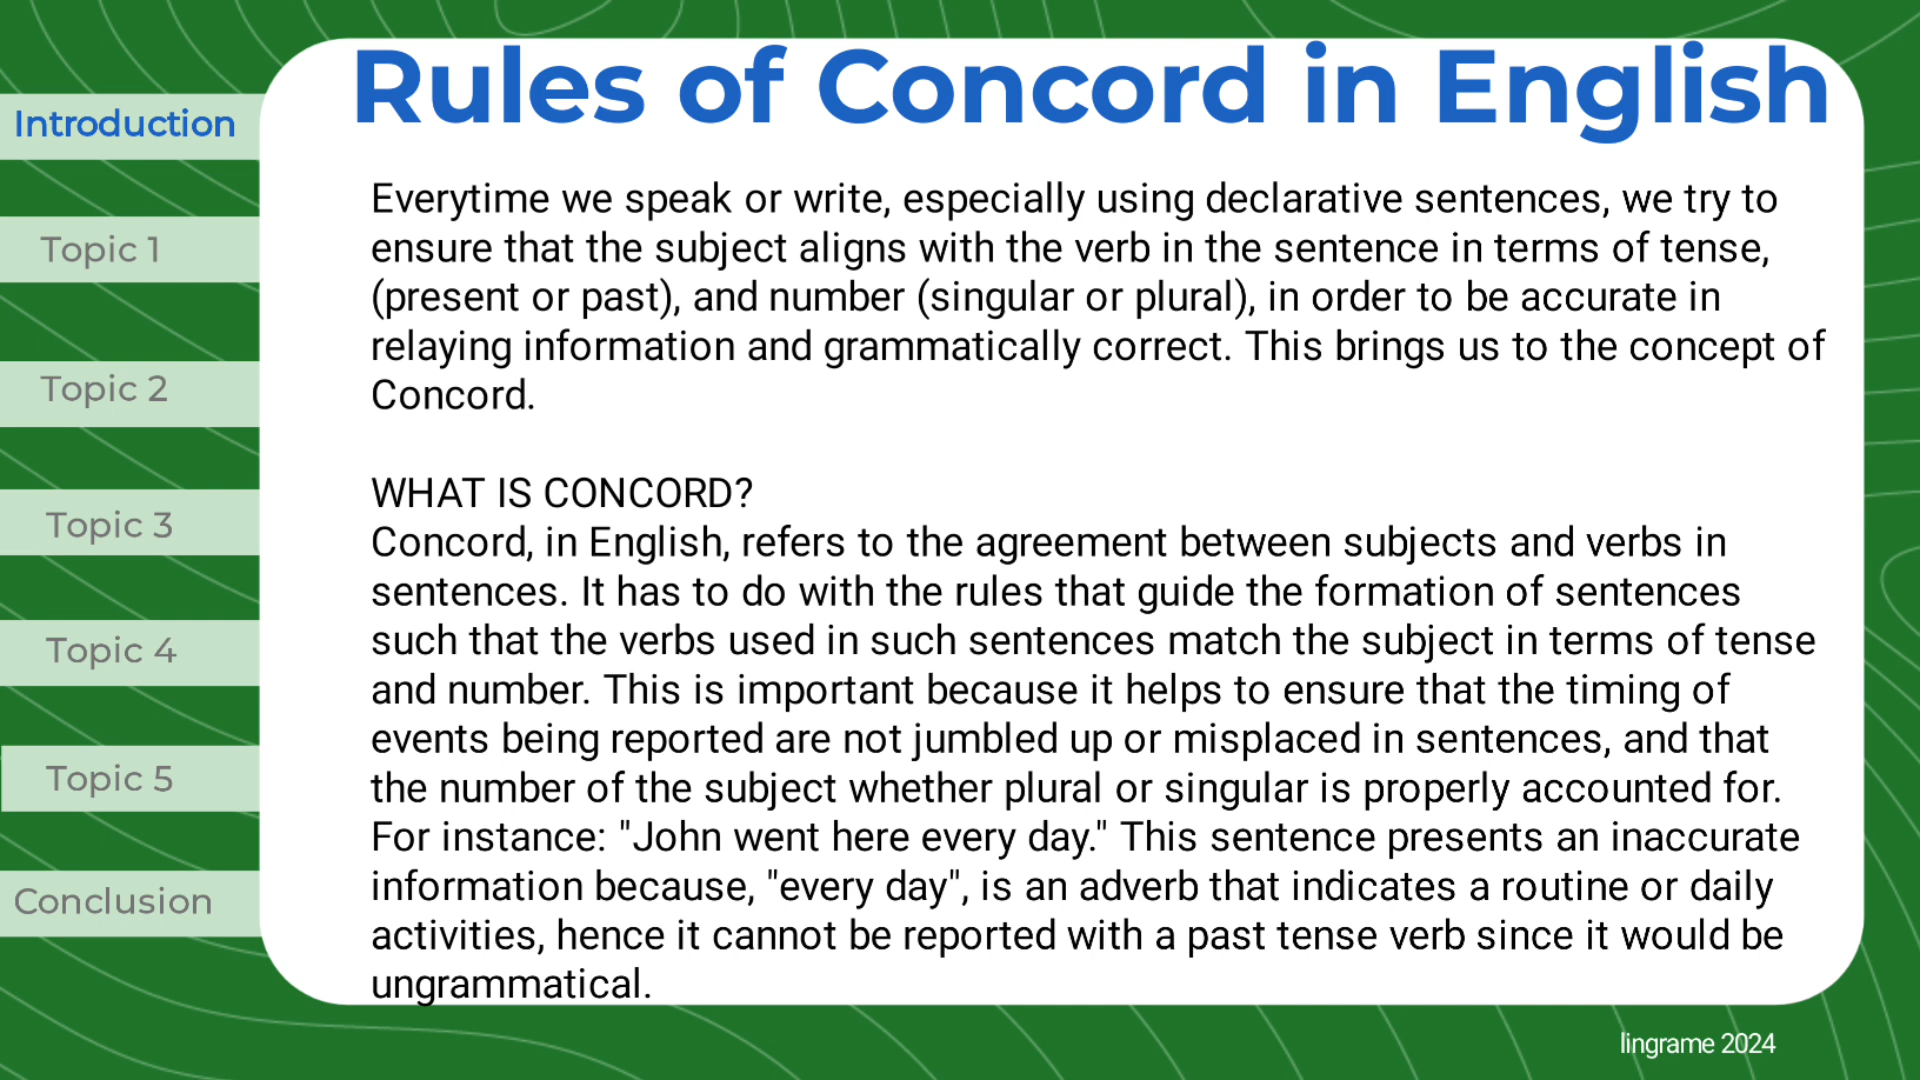 Rules of Concord in English
Introduction
Topic 1
Topic 2
Topic 3
Topic 4
Topic 5
Conclusion
Everytime we speak or write, especially using declarative sentences, we try to
ensure that the subject aligns with the verb in the sentence in terms of tense,
(present or past), and number (singular or plural), in order to be accurate in
relaying information and grammatically correct. This brings us to the concept of
Concord.
WHAT IS CONCORD?
Concord, in English, refers to the agreement between subjects and verbs in
sentences. It has to do with the rules that guide the formation of sentences
such that the verbs used in such sentences match the subject in terms of tense
and number. This is important because it helps to ensure that the timing of
events being reported are not jumbled up or misplaced in sentences, and that
the number of the subject whether plural or singular is properly accounted for.
For instance: "John went here every day." This sentence presents an inaccurate
information because, "every day", is an adverb that indicates a routine or daily
activities, hence it cannot be reported with a past tense verb since it would be
ungrammatical.
lingrame 2024